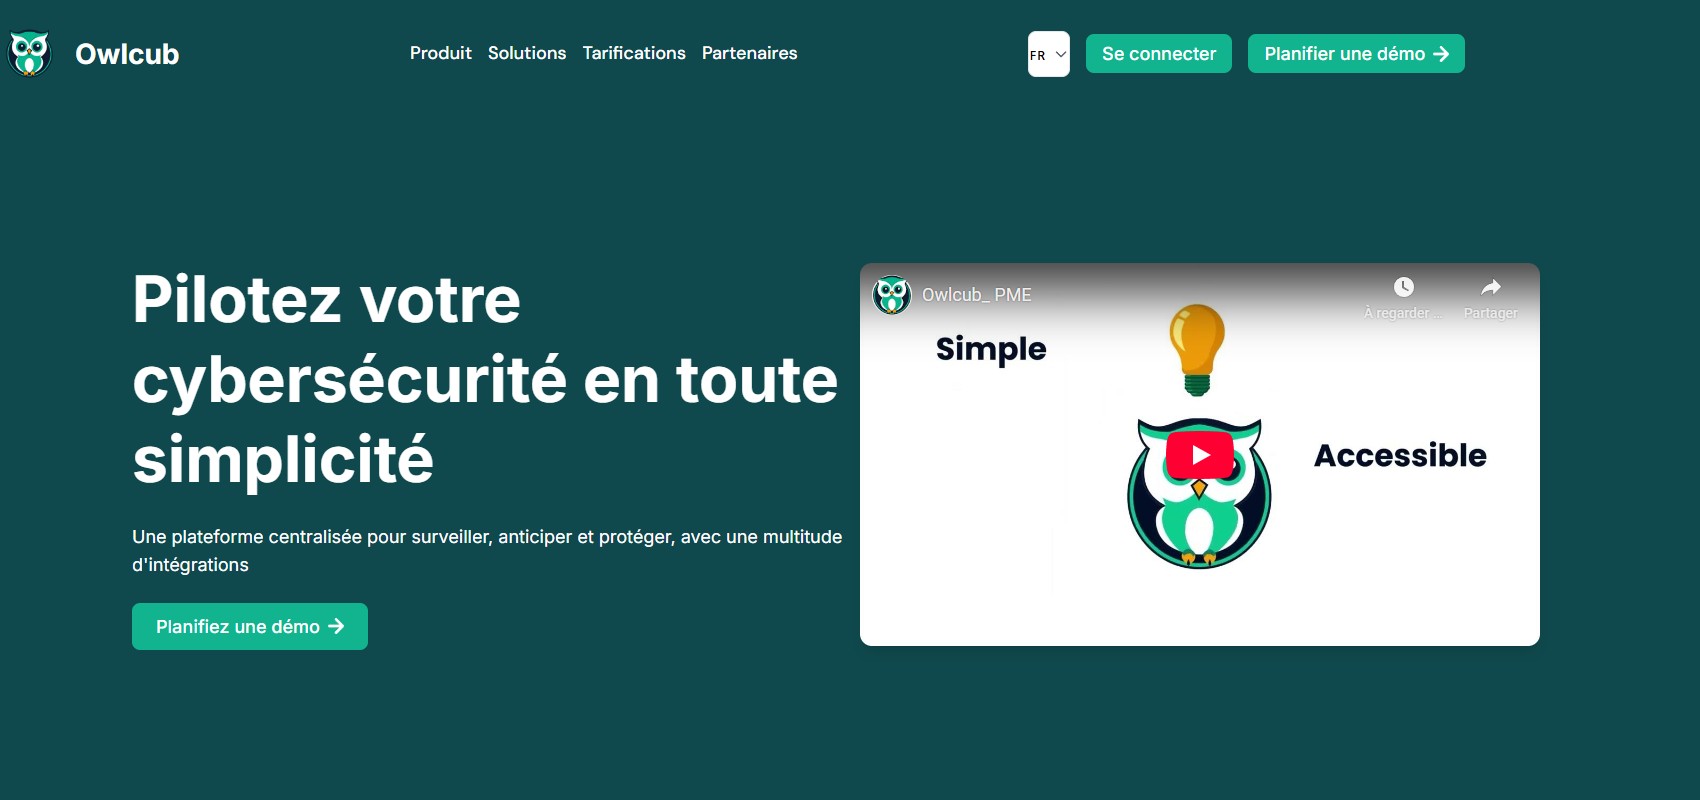 Owlcub
Produit Solutions Tarifications Partenaires
FR
Se connecter
Planifier une démo
Pilotez votre
cybersécurité en toute
simplicité
Une plateforme centralisée pour surveiller, anticiper et protéger, avec une multitude
d'intégrations
Planifiez une démo
Owlcub_ PME
À regarder ...
Partager
Simple
Accessible